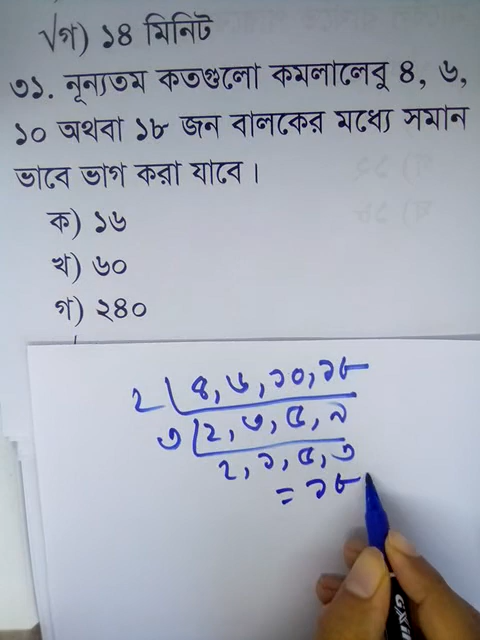 √গ) ১৪ মিনিট
৩১. নূন্যতম কতগুলো কমলালেবু ৪, ৬,
১০ অথবা ১৮ জন বালকের মধ্যে সমান
ভাবে ভাগ করা যাবে।
ক) ১৬
খ) ৬০
গ) ২৪০
২ | ৪, ৬, ১০, ১৮
৩ | ২, ৩, ৫, ৯
২, ১, ৫, ৩
= ১৮